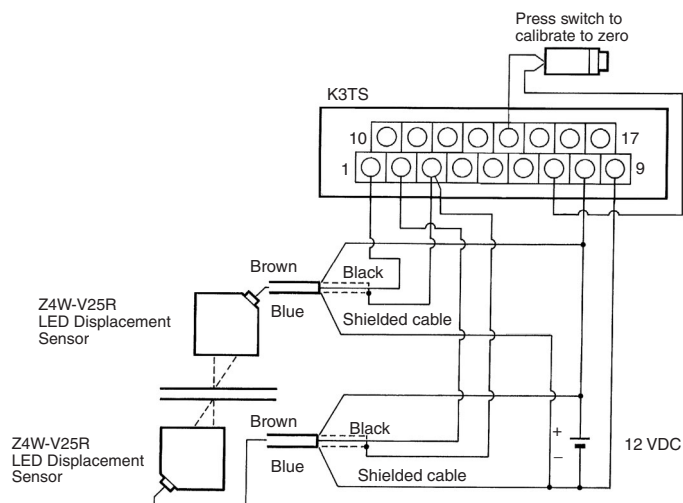 Press switch to
calibrate to zero
K3TS
10
17
1
9
Brown
Black
Z4W-V25R
LED Displacement
Sensor
Blue
Shielded cable
Brown
Black
Z4W-V25R
LED Displacement
Sensor
Blue
Shielded cable
+
–
12 VDC